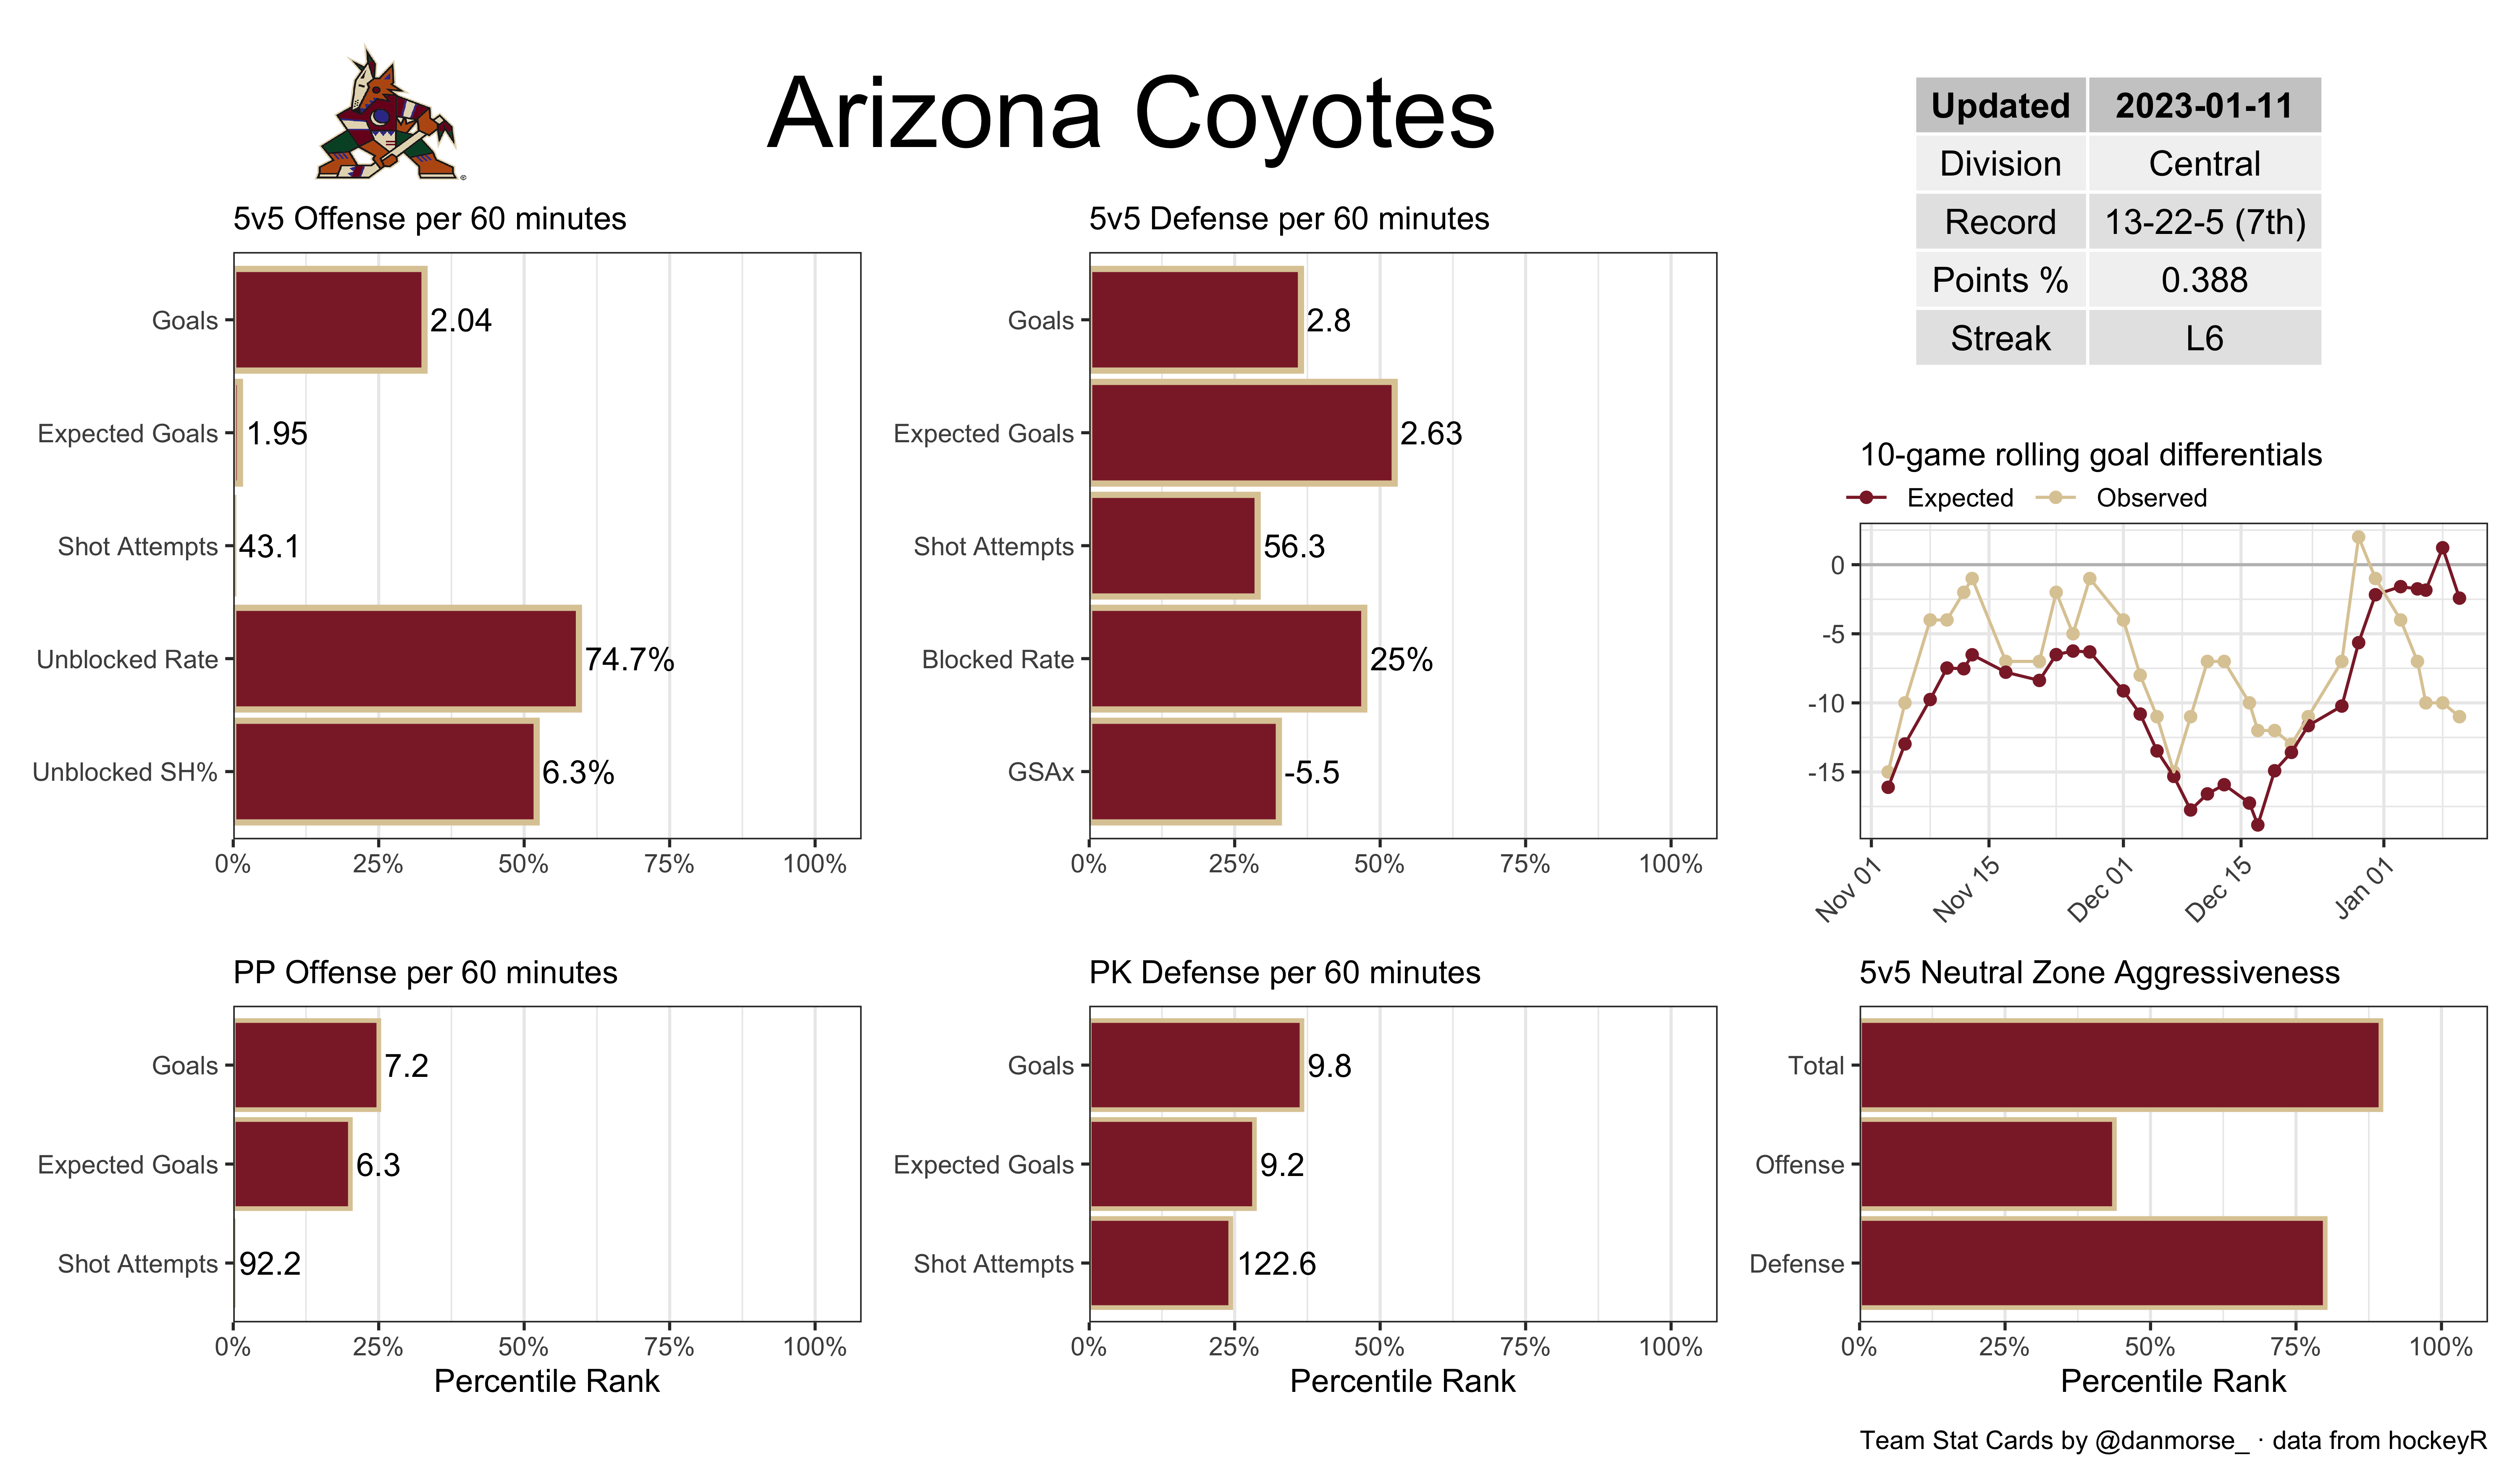 Arizona Coyotes
Updated 2023-01-11
Division Central
Record 13-22-5 (7th)
Points % 0.388
Streak L6
5v5 Offense per 60 minutes
Goals 2.04
Expected Goals 1.95
Shot Attempts 43.1
Unblocked Rate 74.7%
Unblocked SH% 6.3%
0% 25% 50% 75% 100%
5v5 Defense per 60 minutes
Goals 2.8
Expected Goals 2.63
Shot Attempts 56.3
Blocked Rate 25%
GSAx -5.5
0% 25% 50% 75% 100%
10-game rolling goal differentials
Expected Observed
0
-5
-10
-15
Nov 01 Nov 15 Dec 01 Dec 15 Jan 01
PP Offense per 60 minutes
Goals 7.2
Expected Goals 6.3
Shot Attempts 92.2
0% 25% 50% 75% 100%
Percentile Rank
PK Defense per 60 minutes
Goals 9.8
Expected Goals 9.2
Shot Attempts 122.6
0% 25% 50% 75% 100%
Percentile Rank
5v5 Neutral Zone Aggressiveness
Total
Offense
Defense
0% 25% 50% 75% 100%
Percentile Rank
Team Stat Cards by @danmorse_ · data from hockeyR